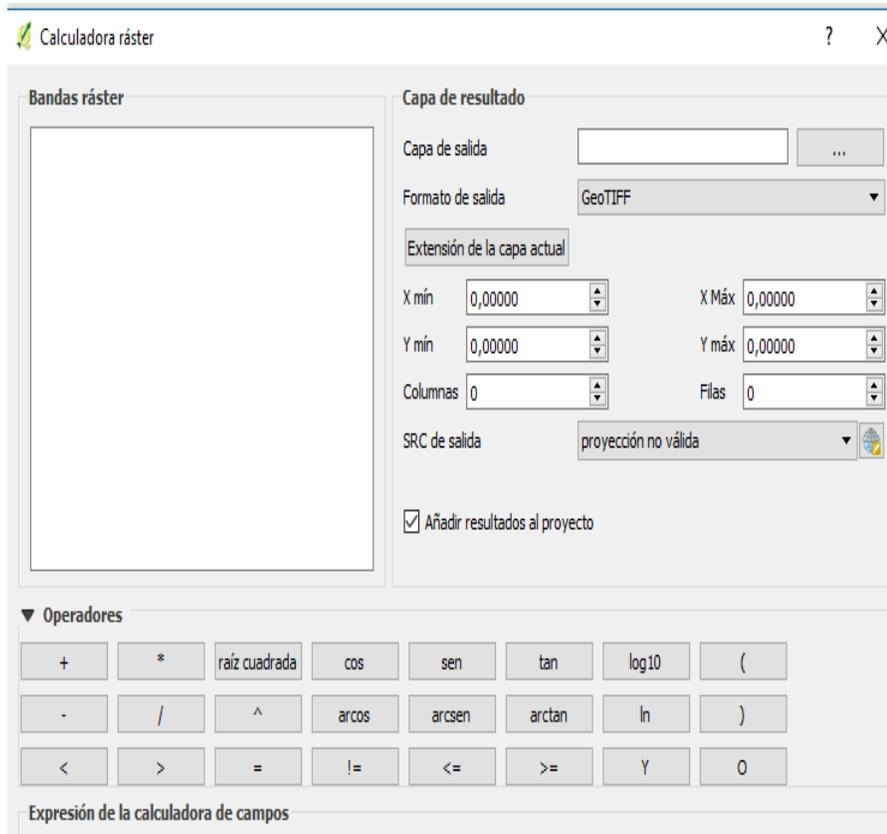 Calculadora ráster ?
Bandas ráster
Capa de resultado
Capa de salida ...
Formato de salida GeoTIFF
Extensión de la capa actual
X mín 0,00000 X Máx 0,00000
Y mín 0,00000 Y máx 0,00000
Columnas 0 Filas 0
SRC de salida proyección no válida
Añadir resultados al proyecto
Operadores
+ * raíz cuadrada cos sen tan log10 (
- / ^ arcos arcsen arctan ln )
< > = != <= >= Y O
Expresión de la calculadora de campos